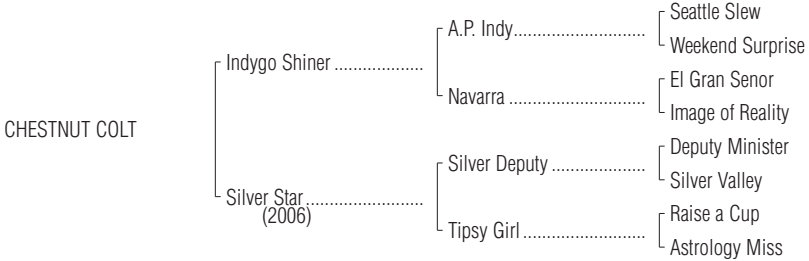 Seattle Slew
A.P. Indy..............................
Weekend Surprise
Indygo Shiner ....................
El Gran Senor
Navarra ...............................
Image of Reality
CHESTNUT COLT
Deputy Minister
Silver Deputy .....................
Silver Valley
Silver Star..........................
(2006)
Raise a Cup
Tipsy Girl ............................
Astrology Miss